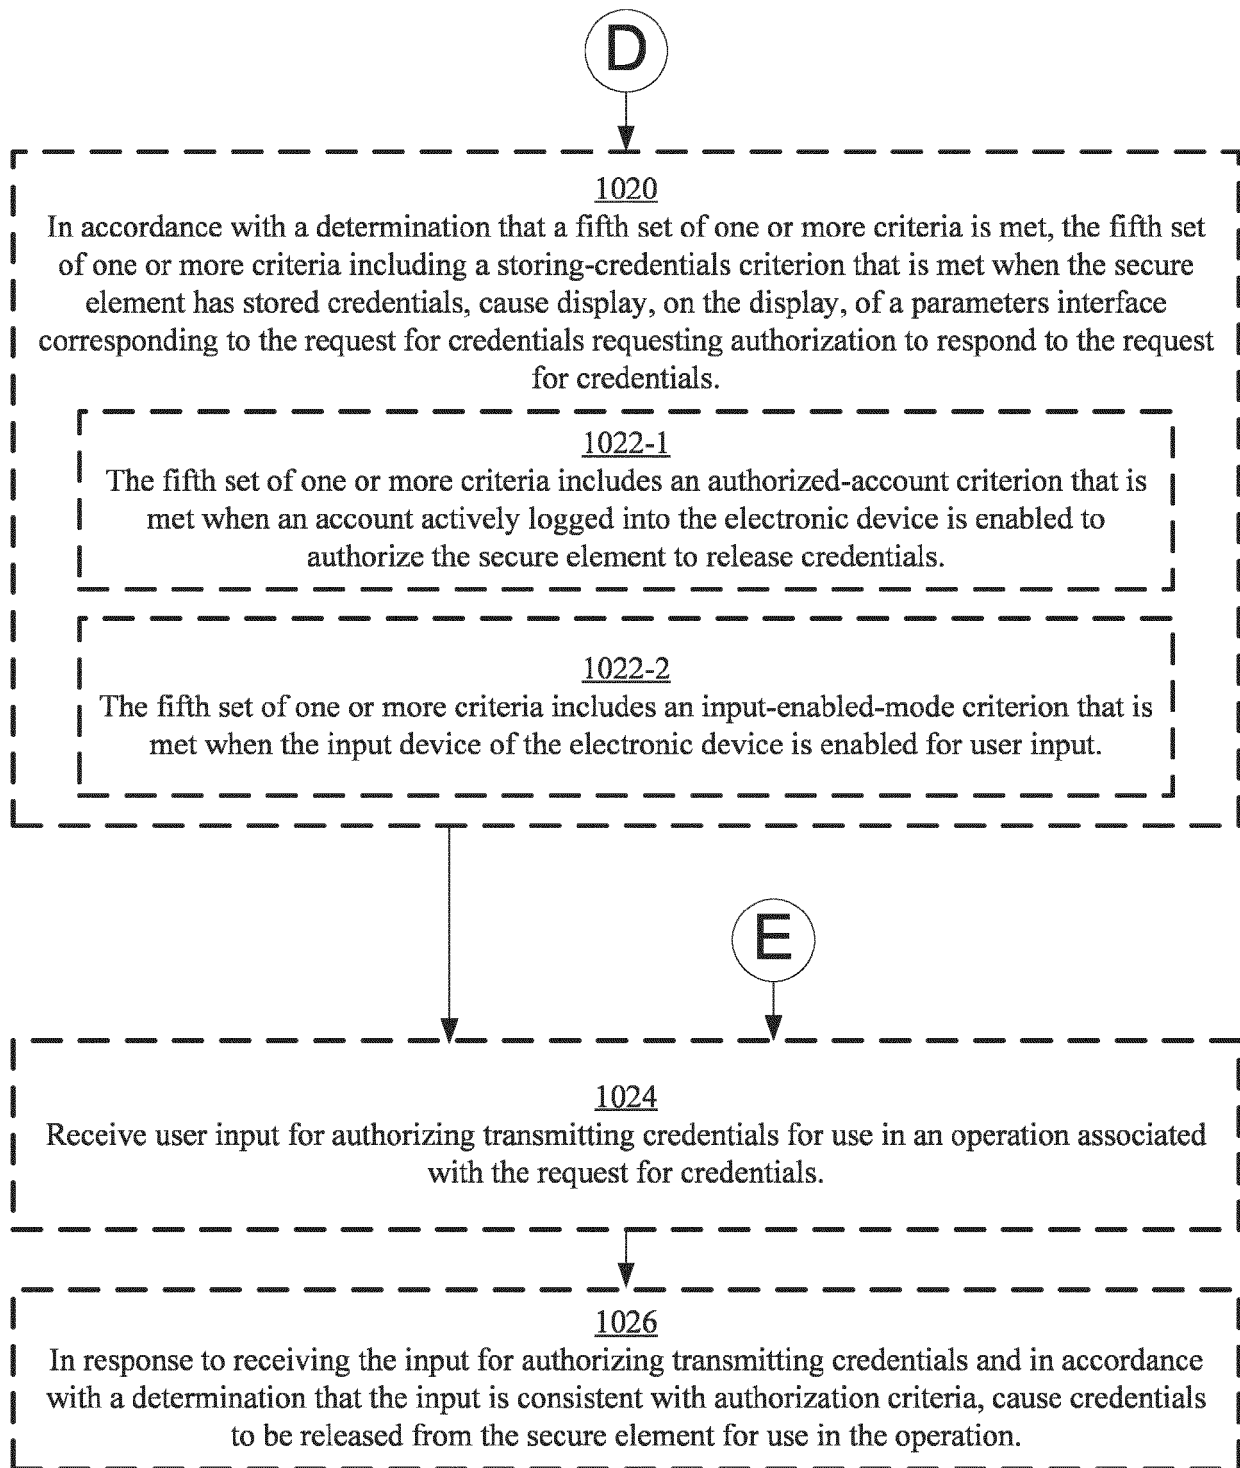 D
1020
In accordance with a determination that a fifth set of one or more criteria is met, the fifth set
of one or more criteria including a storing-credentials criterion that is met when the secure
element has stored credentials, cause display, on the display, of a parameters interface
corresponding to the request for credentials requesting authorization to respond to the request
for credentials.
1022-1
The fifth set of one or more criteria includes an authorized-account criterion that is
met when an account actively logged into the electronic device is enabled to
authorize the secure element to release credentials.
1022-2
The fifth set of one or more criteria includes an input-enabled-mode criterion that is
met when the input device of the electronic device is enabled for user input.
E
1024
Receive user input for authorizing transmitting credentials for use in an operation associated
with the request for credentials.
1026
In response to receiving the input for authorizing transmitting credentials and in accordance
with a determination that the input is consistent with authorization criteria, cause credentials
to be released from the secure element for use in the operation.